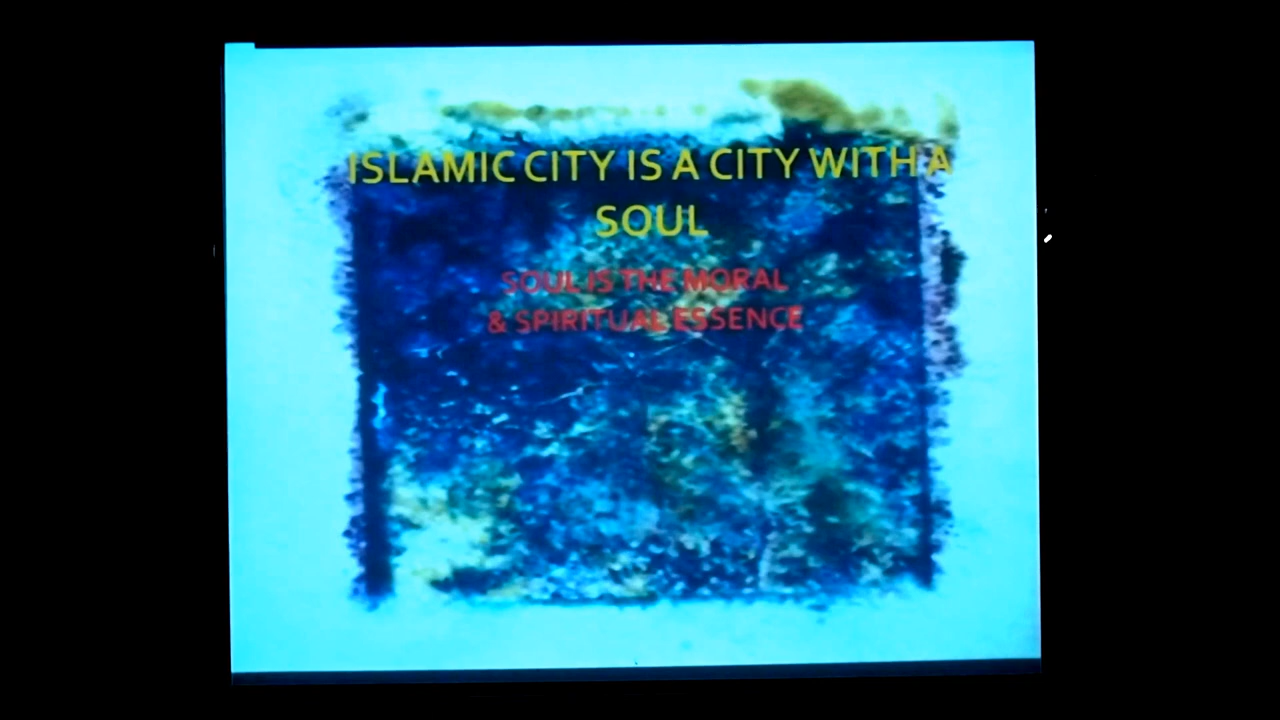 ISLAMIC CITY IS A CITY WITH A
SOUL
SOUL IS THE MORAL
& SPIRITUAL ESSENCE